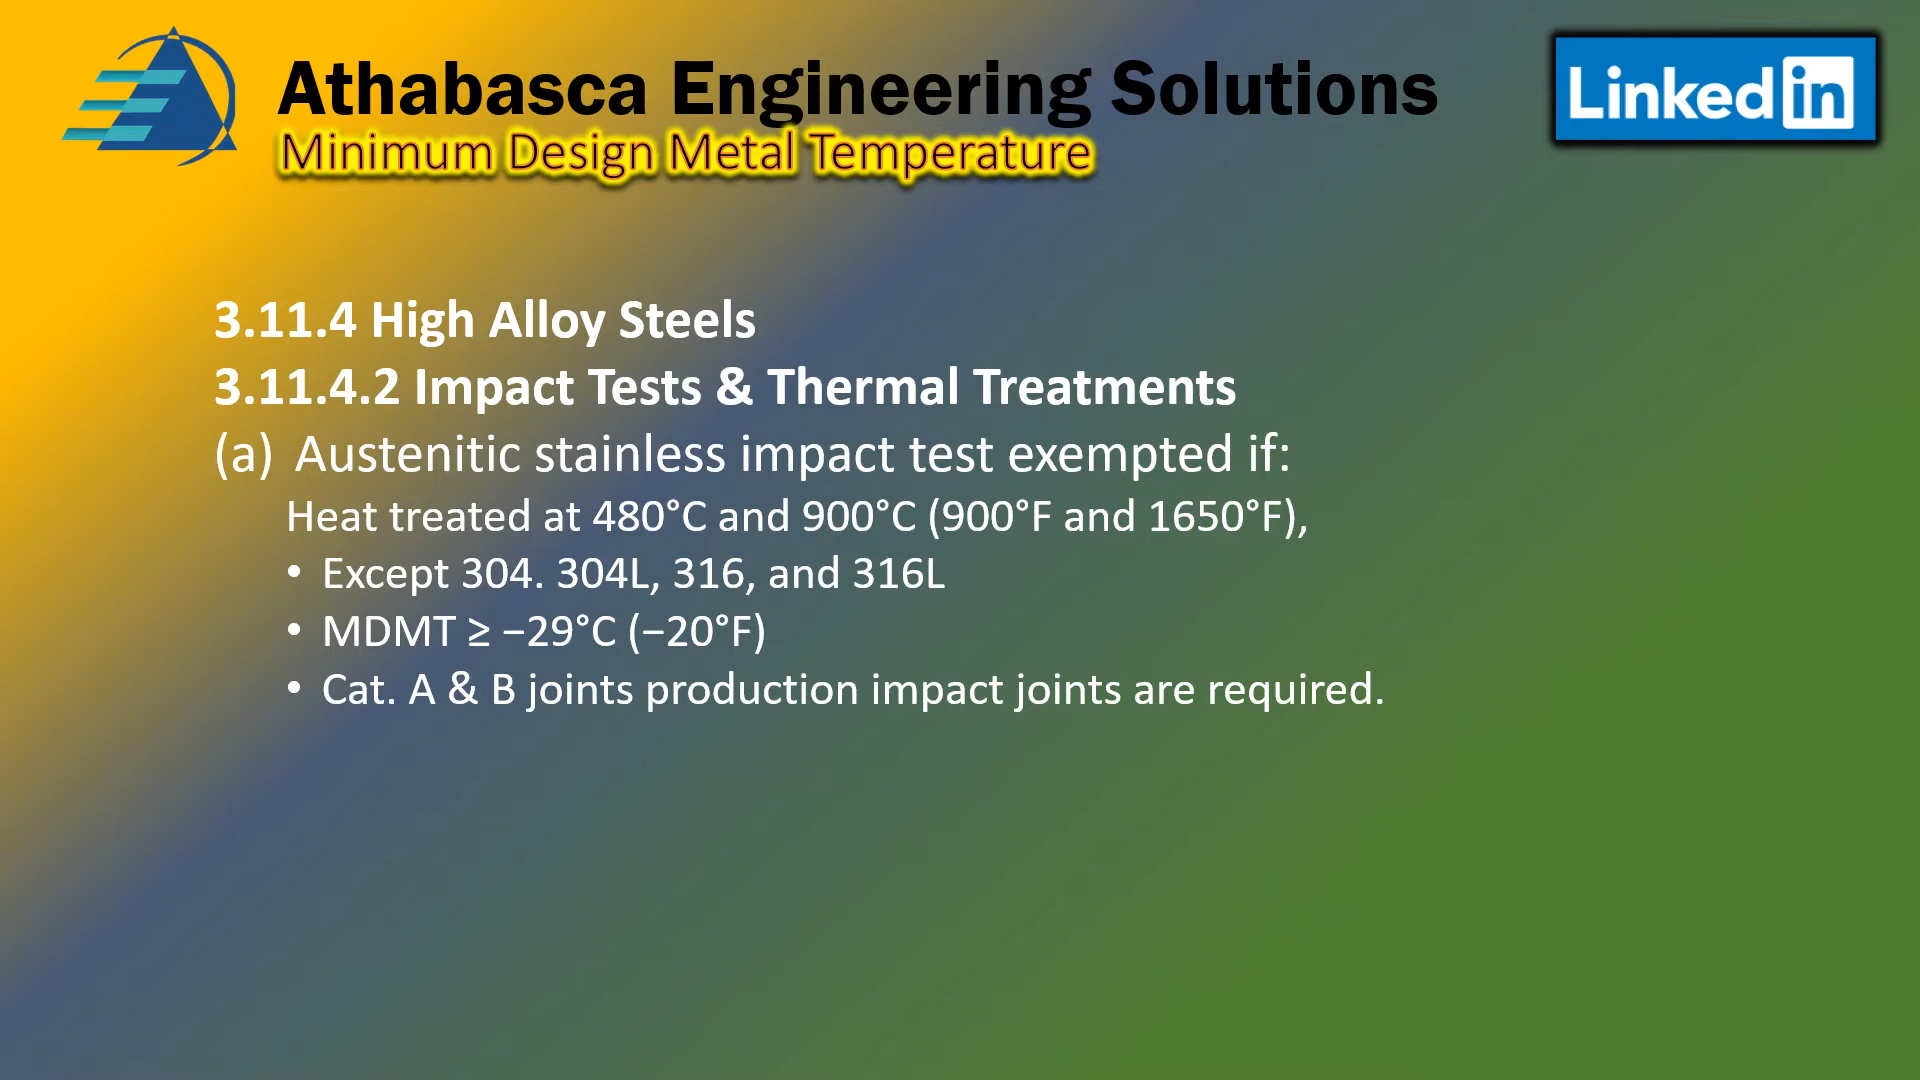 Athabasca Engineering Solutions
Minimum Design Metal Temperature
Linked in
3.11.4 High Alloy Steels
3.11.4.2 Impact Tests & Thermal Treatments
(a) Austenitic stainless impact test exempted if:
Heat treated at 480°C and 900°C (900°F and 1650°F),
• Except 304. 304L, 316, and 316L
• MDMT ≥ −29°C (−20°F)
• Cat. A & B joints production impact joints are required.